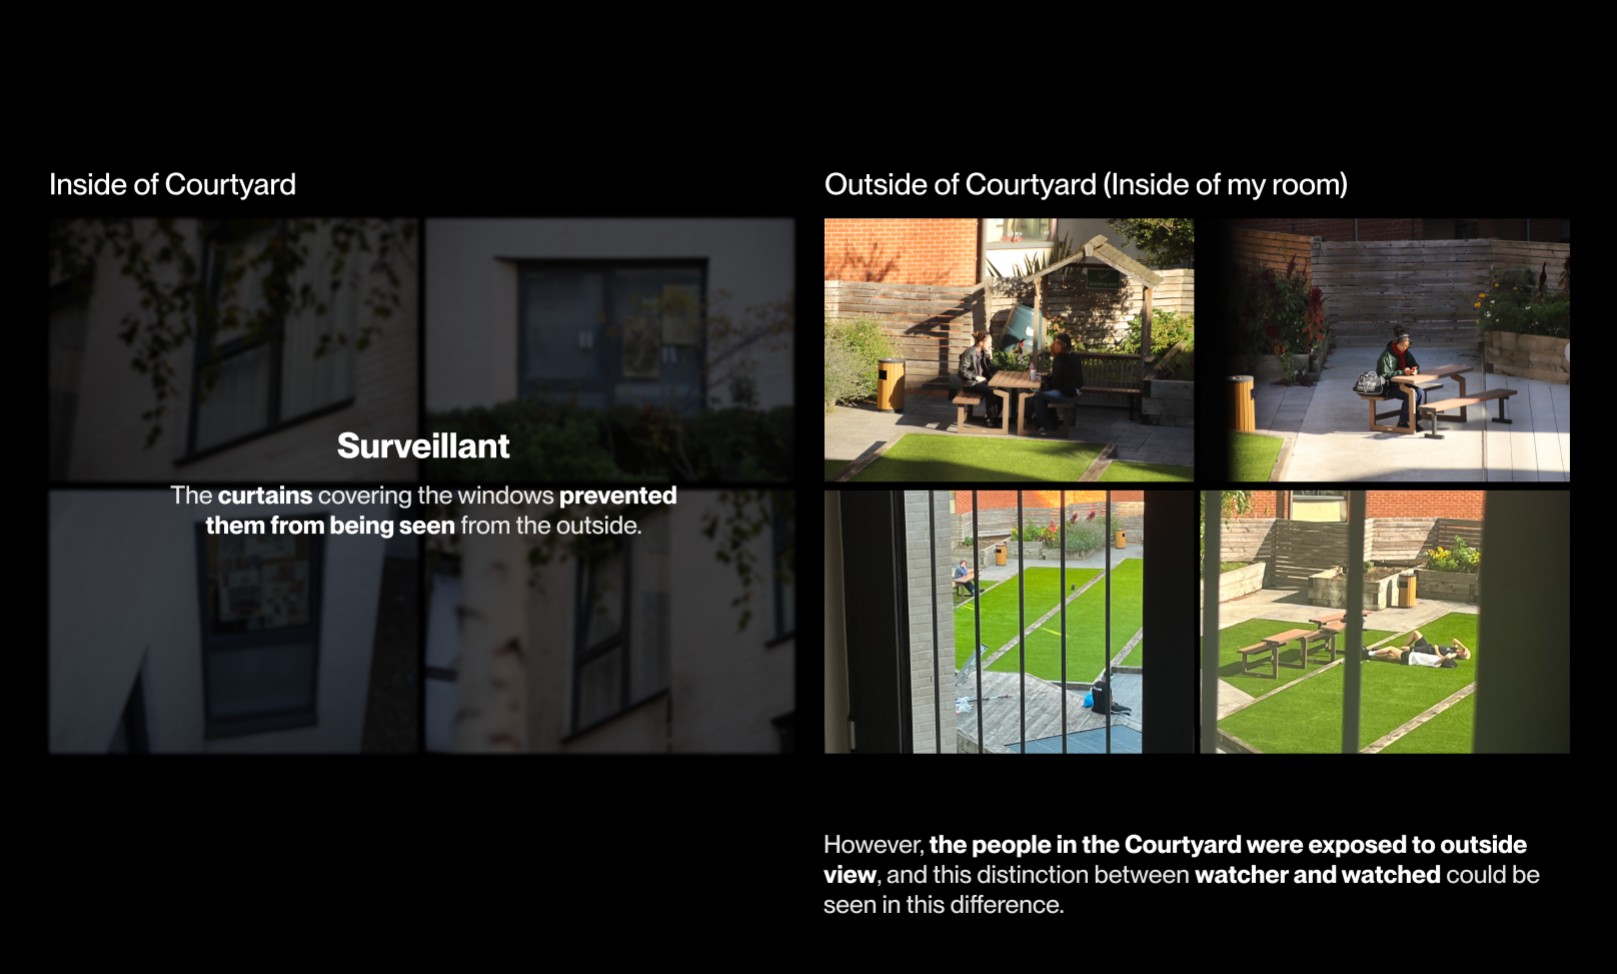 Inside of Courtyard
Surveillant
The curtains covering the windows prevented
them from being seen from the outside.
Outside of Courtyard (Inside of my room)
However, the people in the Courtyard were exposed to outside
view, and this distinction between watcher and watched could be
seen in this difference.